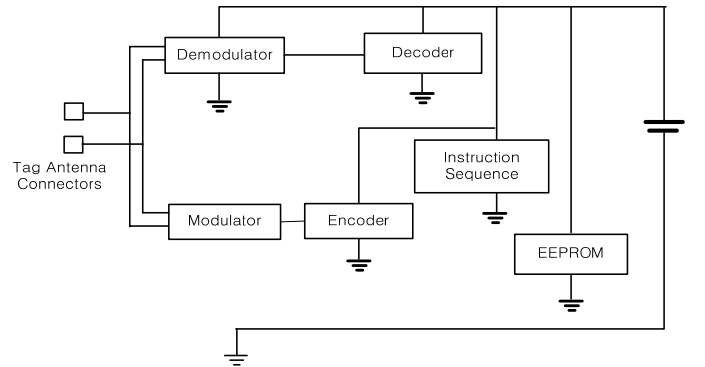 Demodulator
Decoder
Tag Antenna
Connectors
Instruction
Sequence
Modulator
Encoder
EEPROM